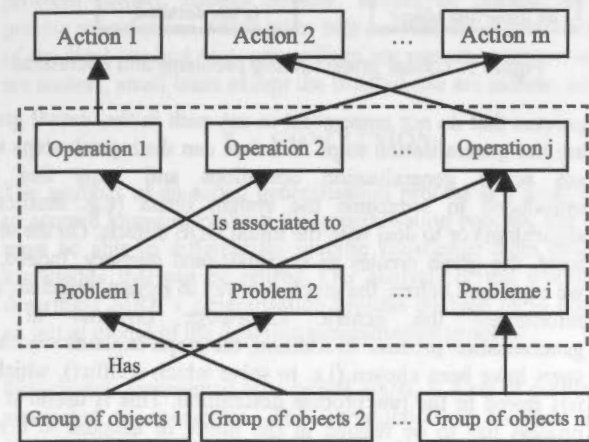 Action 1 Action 2 ... Action m
Operation 1 Operation 2 ... Operation j
Is associated to
Problem 1 Problem 2 ... Probleme i
Has
Group of objects 1 Group of objects 2 ... Group of objects n